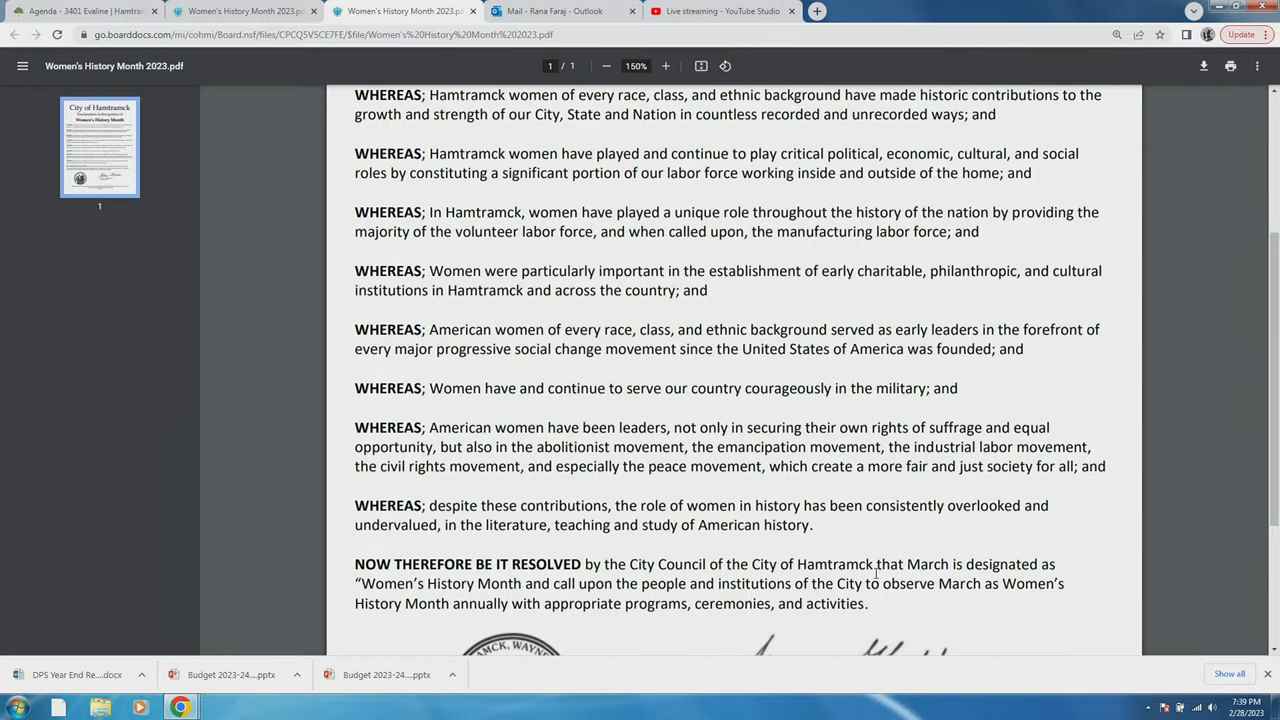 Agenda - 3401 Evaline | Hamtram
Women's History Month 2023.pd
Women's History Month 2023.pdf
Mail - Rana Faraj - Outlook
Live streaming - YouTube Studio
go.boarddocs.com/mi/cohmi/Board.nsf/files/CPCQ5V5CE7FE/$file/Women's%20History%20Month%202023.pdf
Update
Women's History Month 2023.pdf
1 / 1
150%
City of Hamtramck
Proclamation In Recognition of
Women's History Month
1
WHEREAS; Hamtramck women of every race, class, and ethnic background have made historic contributions to the
growth and strength of our City, State and Nation in countless recorded and unrecorded ways; and
WHEREAS; Hamtramck women have played and continue to play critical political, economic, cultural, and social
roles by constituting a significant portion of our labor force working inside and outside of the home; and
WHEREAS; In Hamtramck, women have played a unique role throughout the history of the nation by providing the
majority of the volunteer labor force, and when called upon, the manufacturing labor force; and
WHEREAS; Women were particularly important in the establishment of early charitable, philanthropic, and cultural
institutions in Hamtramck and across the country; and
WHEREAS; American women of every race, class, and ethnic background served as early leaders in the forefront of
every major progressive social change movement since the United States of America was founded; and
WHEREAS; Women have and continue to serve our country courageously in the military; and
WHEREAS; American women have been leaders, not only in securing their own rights of suffrage and equal
opportunity, but also in the abolitionist movement, the emancipation movement, the industrial labor movement,
the civil rights movement, and especially the peace movement, which create a more fair and just society for all; and
WHEREAS; despite these contributions, the role of women in history has been consistently overlooked and
undervalued, in the literature, teaching and study of American history.
NOW THEREFORE BE IT RESOLVED by the City Council of the City of Hamtramck that March is designated as
“Women’s History Month and call upon the people and institutions of the City to observe March as Women’s
History Month annually with appropriate programs, ceremonies, and activities.
AMCK, WAYNE
DPS Year End Re....docx
Budget 2023-24....pptx
Budget 2023-24....pptx
Show all
7:39 PM
2/28/2023